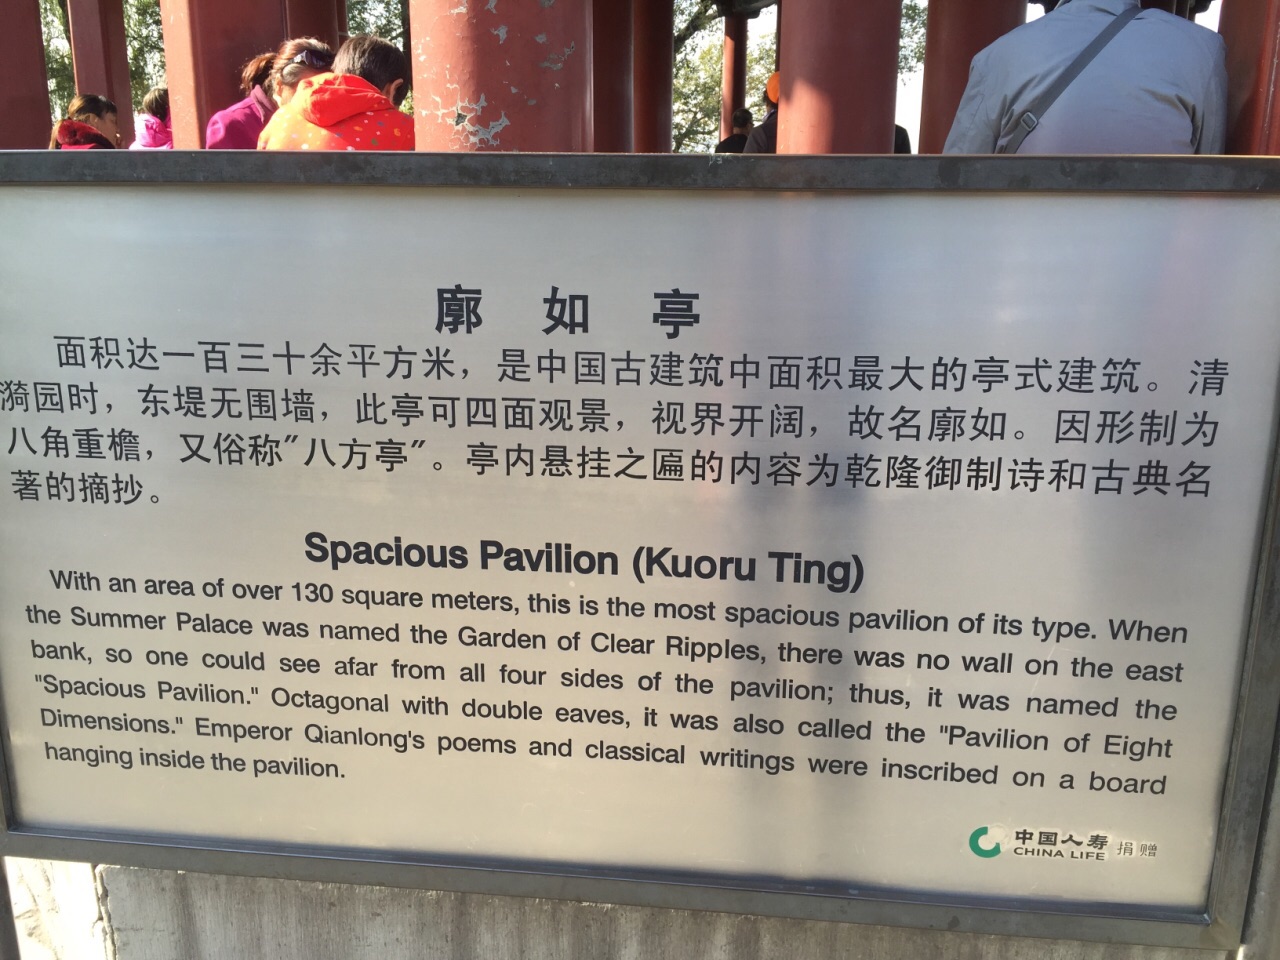 廓如亭
面积达一百三十余平方米，是中国古建筑中面积最大的亭式建筑。清
漪园时，东堤无围墙，此亭可四面观景，视界开阔，故名廓如。因形制为
八角重檐，又俗称"八方亭"。亭内悬挂之匾的内容为乾隆御制诗和古典名
著的摘抄。
Spacious Pavilion (Kuoru Ting)
With an area of over 130 square meters, this is the most spacious pavilion of its type. When
the Summer Palace was named the Garden of Clear Ripples, there was no wall on the east
bank, so one could see afar from all four sides of the pavilion; thus, it was named the
"Spacious Pavilion." Octagonal with double eaves, it was also called the "Pavilion of Eight
Dimensions." Emperor Qianlong's poems and classical writings were inscribed on a board
hanging inside the pavilion.
中国人寿 捐赠
CHINA LIFE